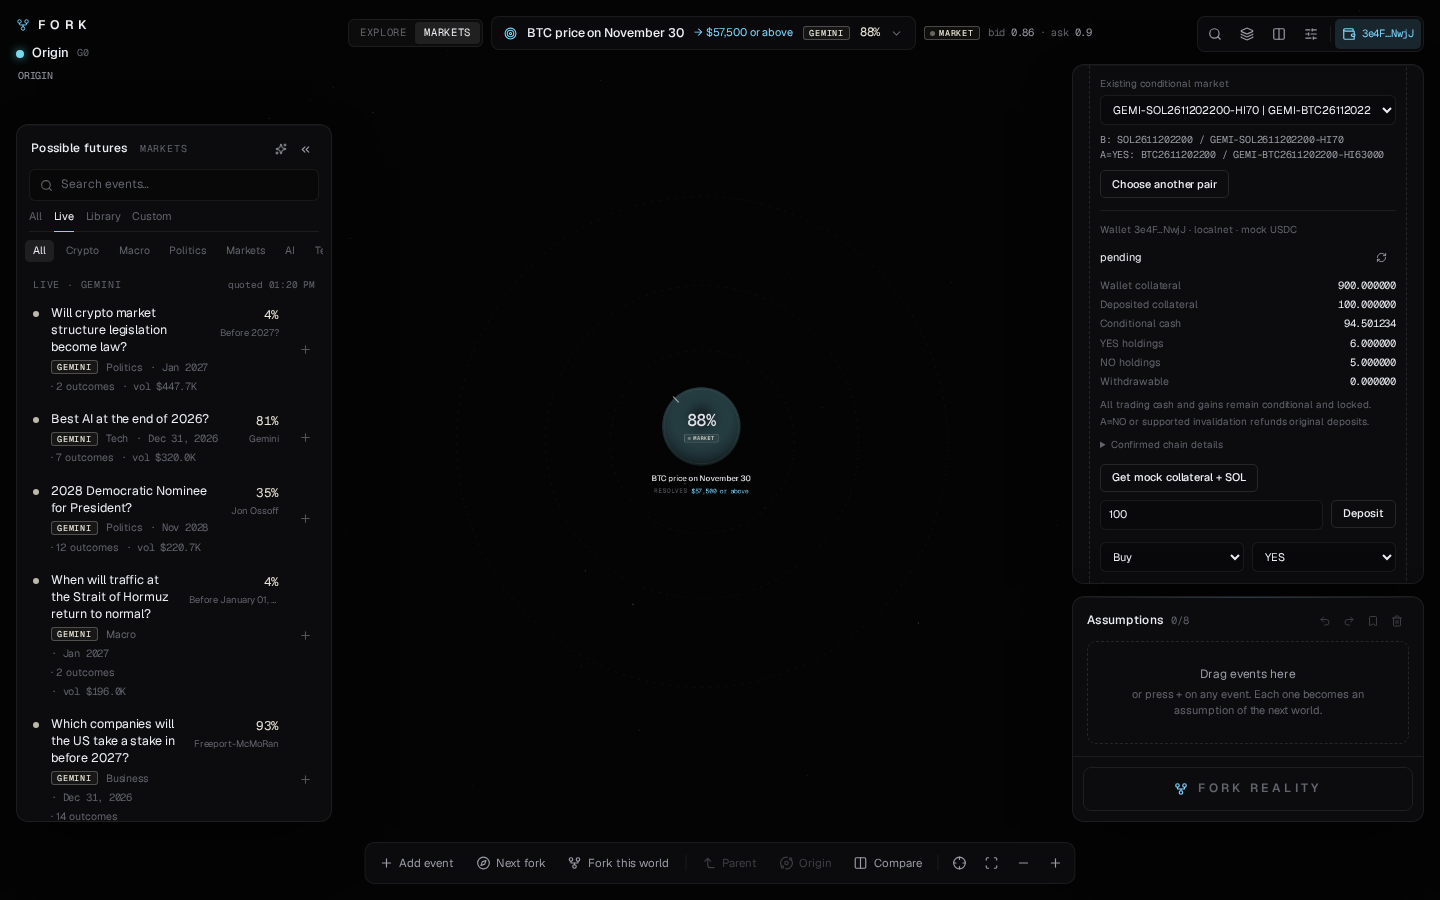 FORK
Origin G0
ORIGIN
EXPLORE MARKETS
BTC price on November 30 → $57,500 or above GEMINI 88%
MARKET bid 0.86 · ask 0.9
3e4F…NwjJ
Possible futures MARKETS
Search events…
All Live Library Custom
All Crypto Macro Politics Markets AI
LIVE · GEMINI quoted 01:20 PM
Will crypto market structure legislation become law?
4%
Before 2027?
GEMINI Politics · Jan 2027
· 2 outcomes · vol $447.7K
Best AI at the end of 2026?
81%
GEMINI Tech · Dec 31, 2026
Gemini
· 7 outcomes · vol $320.0K
2028 Democratic Nominee for President?
35%
Jon Ossoff
GEMINI Politics · Nov 2028
· 12 outcomes · vol $220.7K
When will traffic at the Strait of Hormuz return to normal?
4%
Before January 01, …
GEMINI Macro
· Jan 2027
· 2 outcomes
· vol $196.0K
Which companies will the US take a stake in before 2027?
93%
Freeport-McMoRan
GEMINI Business
· Dec 31, 2026
· 14 outcomes
88%
MARKET
BTC price on November 30
RESOLVES $57,500 or above
Existing conditional market
GEMI-SOL2611202200-HI70 | GEMI-BTC26112022
B: SOL2611202200 / GEMI-SOL2611202200-HI70
A=YES: BTC2611202200 / GEMI-BTC2611202200-HI63000
Choose another pair
Wallet 3e4F…NwjJ · localnet · mock USDC
pending
Wallet collateral 900.000000
Deposited collateral 100.000000
Conditional cash 94.501234
YES holdings 6.000000
NO holdings 5.000000
Withdrawable 0.000000
All trading cash and gains remain conditional and locked.
A=NO or supported invalidation refunds original deposits.
Confirmed chain details
Get mock collateral + SOL
100 Deposit
Buy YES
Assumptions 0/8
Drag events here
or press + on any event. Each one becomes an
assumption of the next world.
FORK REALITY
Add event Next fork Fork this world Parent Origin Compare